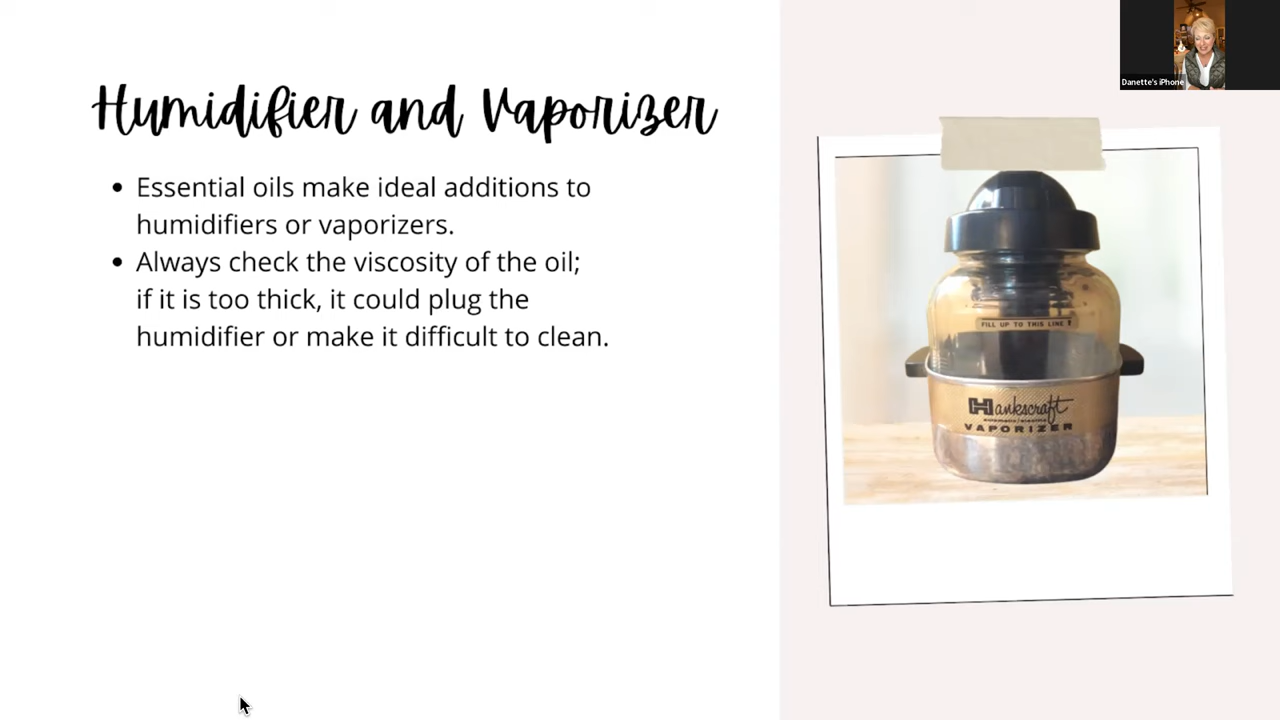 Humidifier and Vaporizer
• Essential oils make ideal additions to
humidifiers or vaporizers.
• Always check the viscosity of the oil;
if it is too thick, it could plug the
humidifier or make it difficult to clean.
Danette's iPhone
FILL UP TO THIS LINE
Hankscraft
VAPORIZER